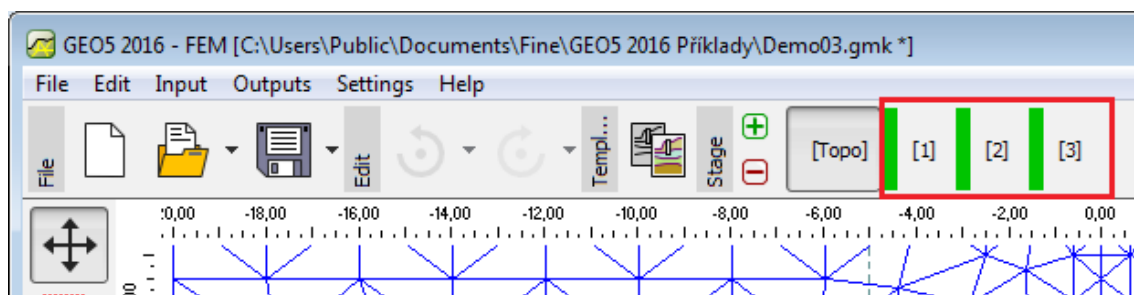 GEO5 2016 - FEM [C:\Users\Public\Documents\Fine\GEO5 2016 Příklady\Demo03.gmk *]
File Edit Input Outputs Settings Help
File Edit Templ... Stage [Topo] [1] [2] [3]
:0,00 -18,00 -16,00 -14,00 -12,00 -10,00 -8,00 -6,00 -4,00 -2,00 0,00